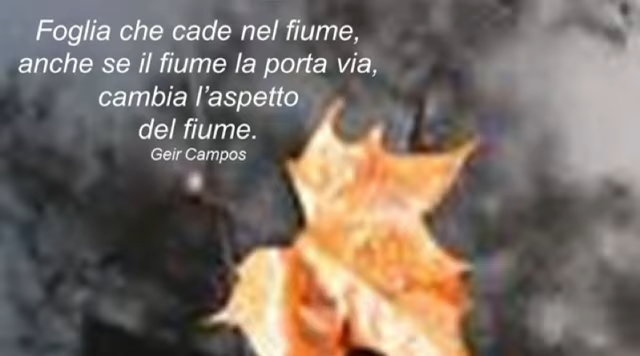 Foglia che cade nel fiume,
anche se il fiume la porta via,
cambia l'aspetto
del fiume.
Geir Campos